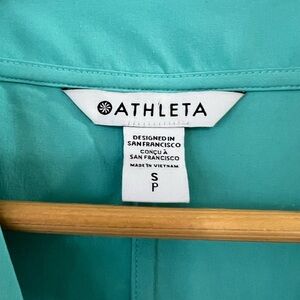 ATHLETA
DESIGNED IN
SAN FRANCISCO
CONÇU À
SAN FRANCISCO
MADE IN VIETNAM
S
P